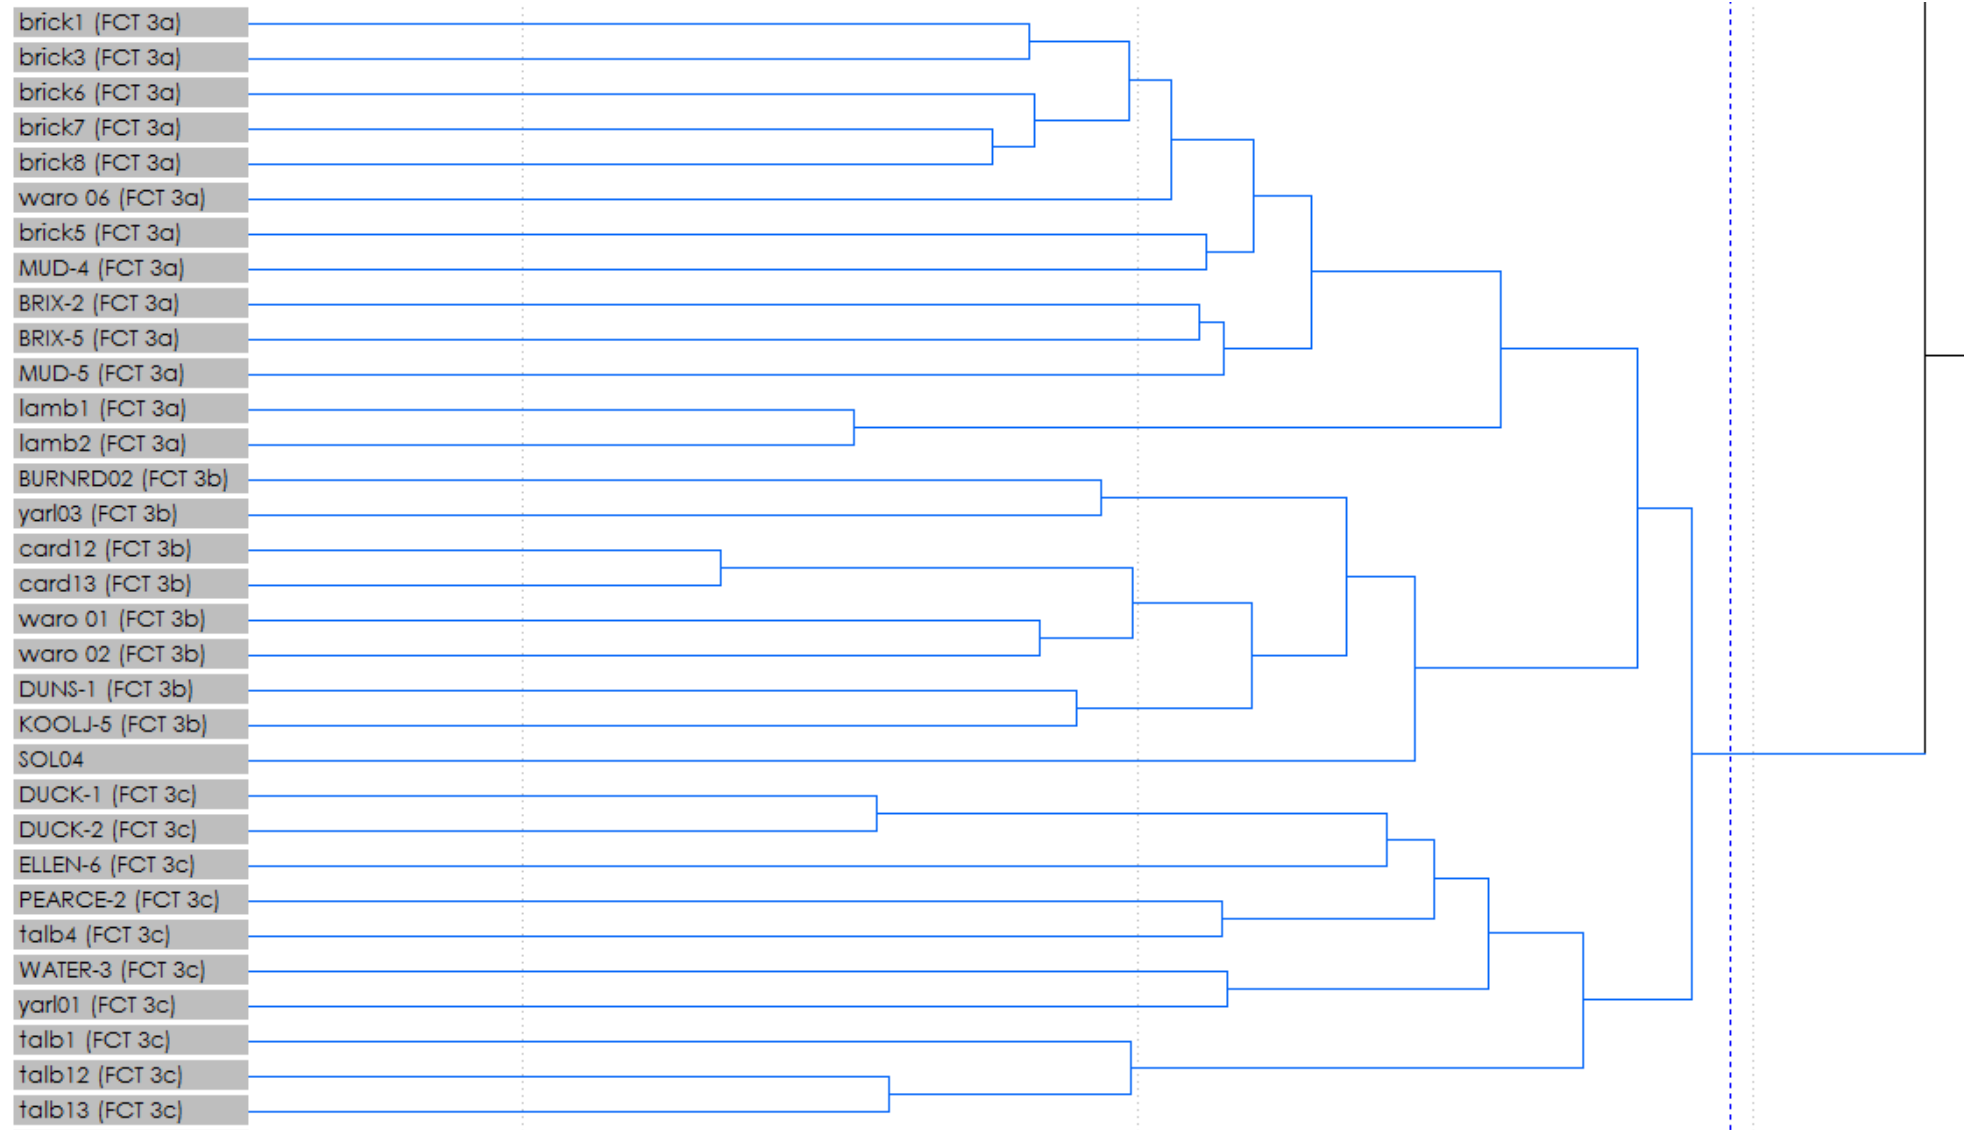 brick1 (FCT 3a)
brick3 (FCT 3a)
brick6 (FCT 3a)
brick7 (FCT 3a)
brick8 (FCT 3a)
waro 06 (FCT 3a)
brick5 (FCT 3a)
MUD-4 (FCT 3a)
BRIX-2 (FCT 3a)
BRIX-5 (FCT 3a)
MUD-5 (FCT 3a)
lamb1 (FCT 3a)
lamb2 (FCT 3a)
BURNRD02 (FCT 3b)
yarl03 (FCT 3b)
card12 (FCT 3b)
card13 (FCT 3b)
waro 01 (FCT 3b)
waro 02 (FCT 3b)
DUNS-1 (FCT 3b)
KOOLJ-5 (FCT 3b)
SOL04
DUCK-1 (FCT 3c)
DUCK-2 (FCT 3c)
ELLEN-6 (FCT 3c)
PEARCE-2 (FCT 3c)
talb4 (FCT 3c)
WATER-3 (FCT 3c)
yarl01 (FCT 3c)
talb1 (FCT 3c)
talb12 (FCT 3c)
talb13 (FCT 3c)